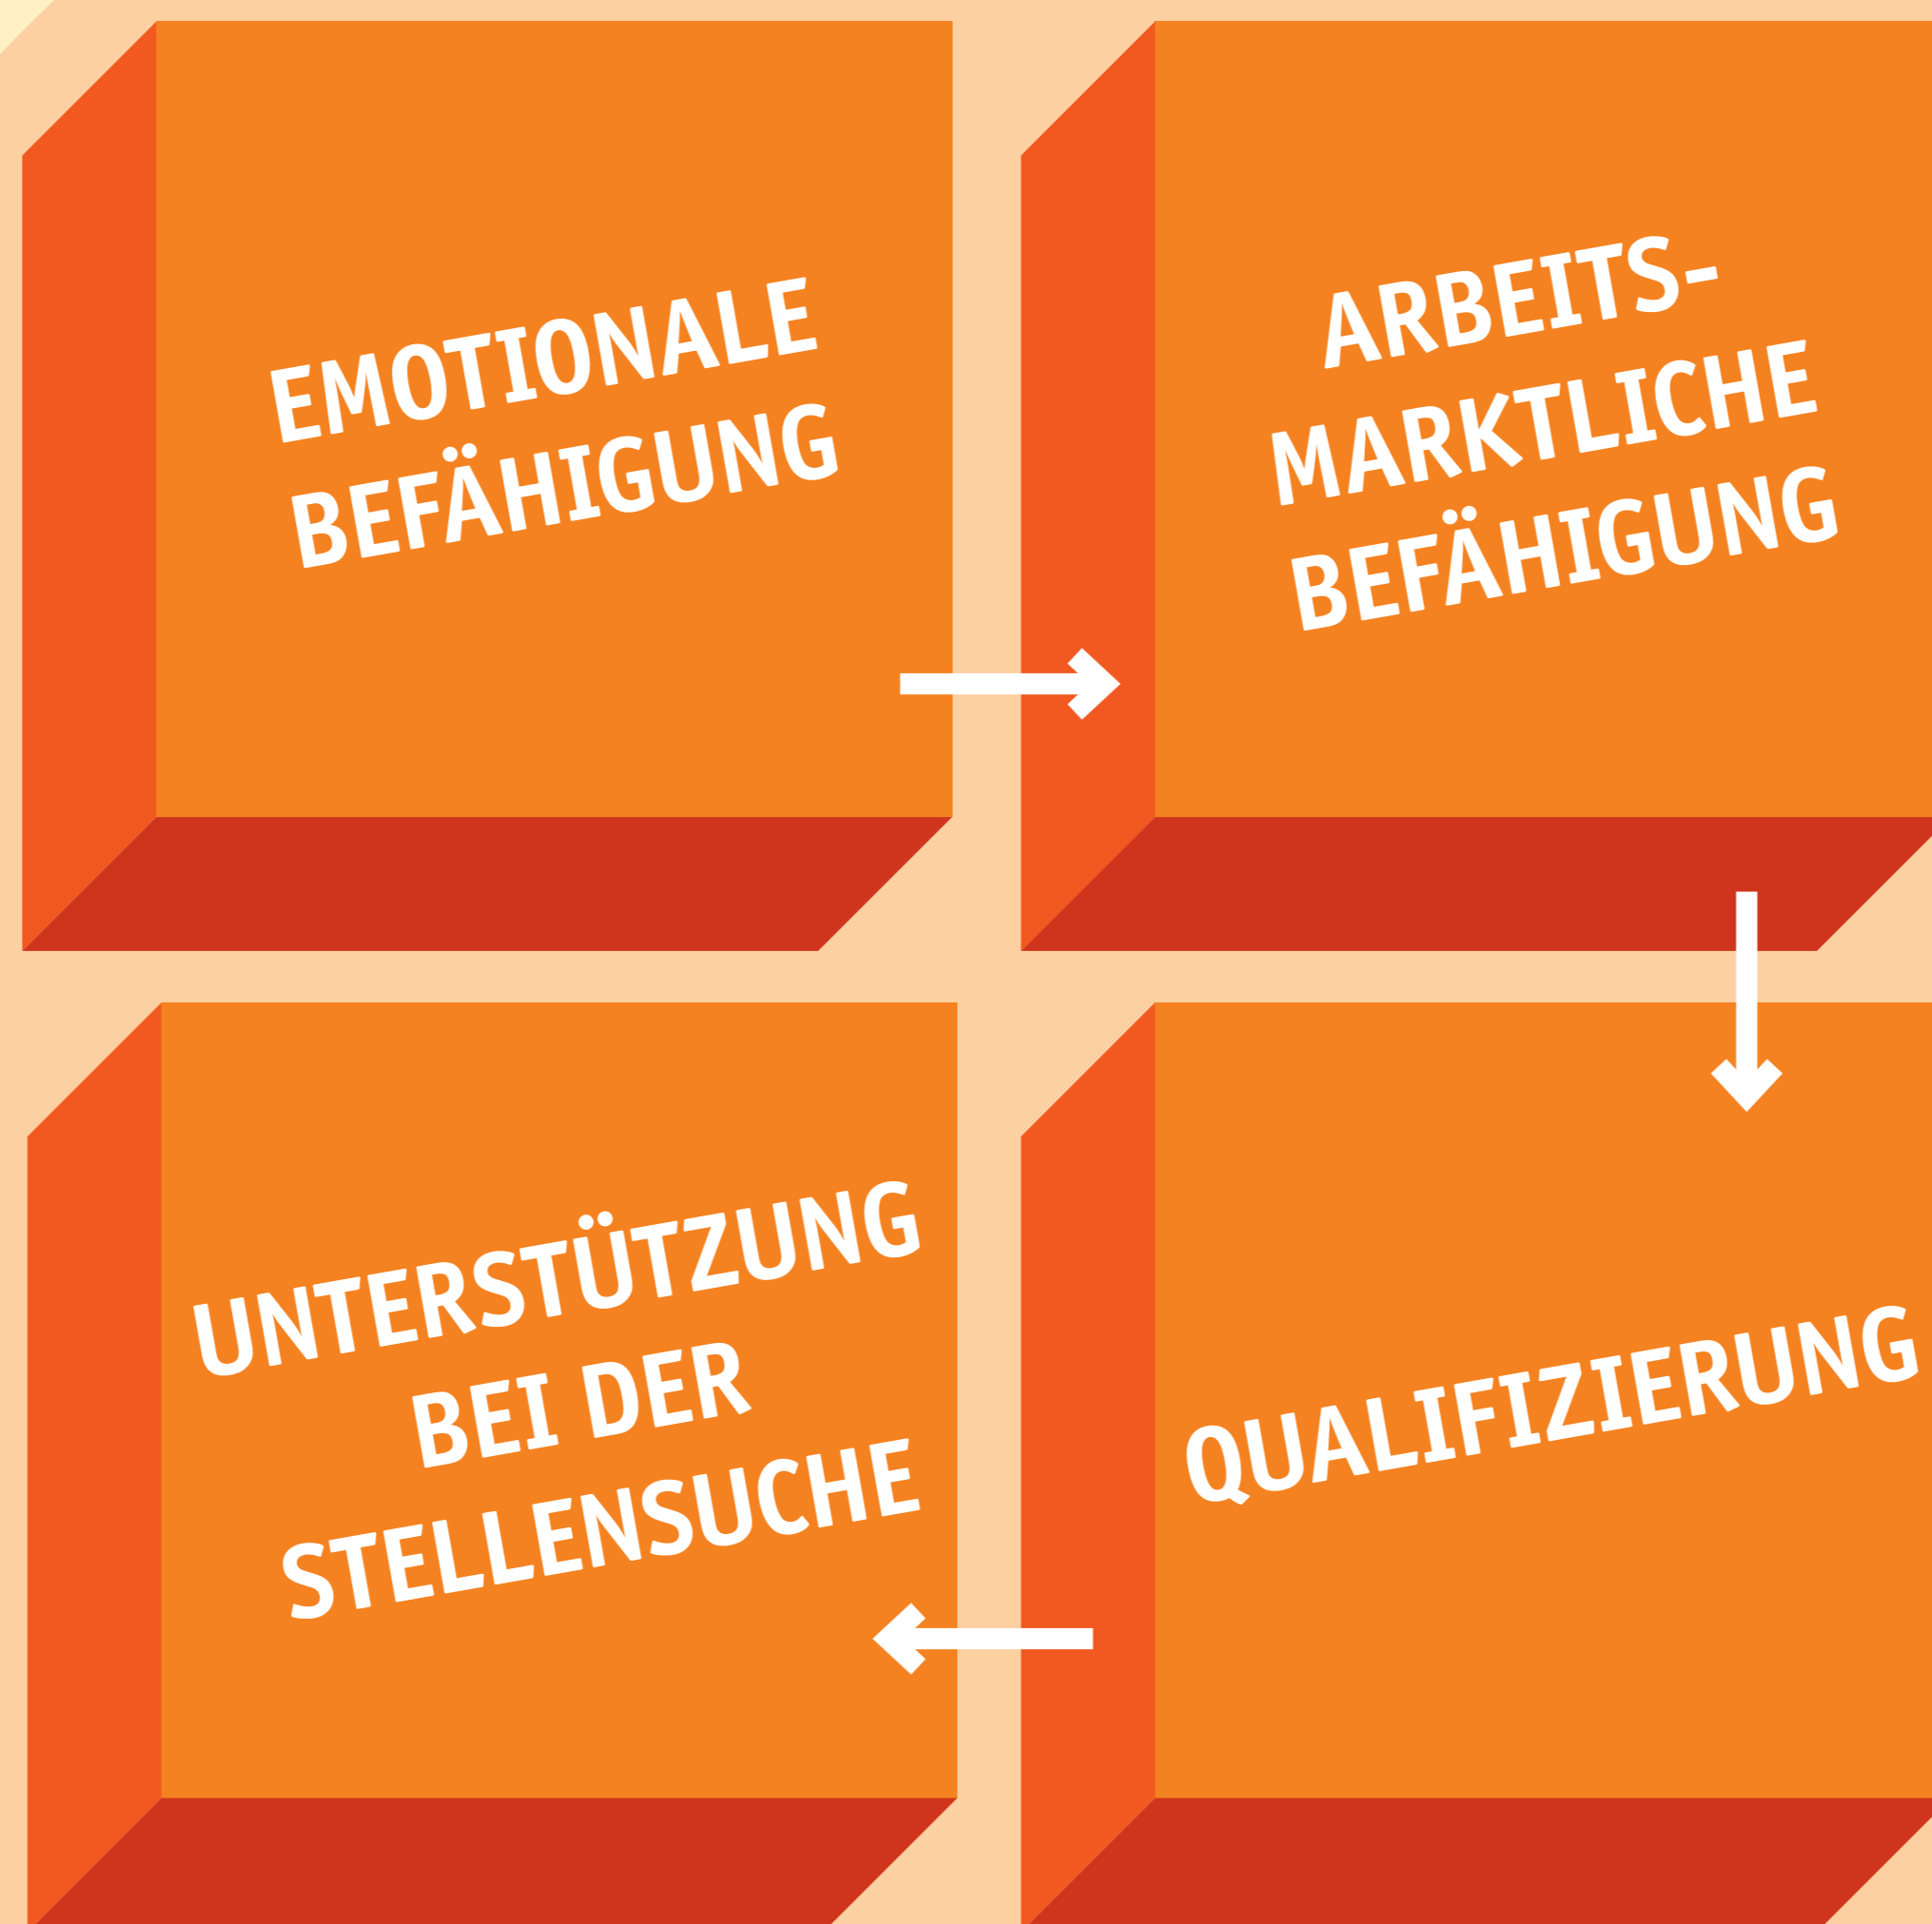 EMOTIONALE
BEFÄHIGUNG
ARBEITS-
MARKTLICHE
BEFÄHIGUNG
UNTERSTÜTZUNG
BEI DER
STELLENSUCHE
QUALIFIZIERUNG